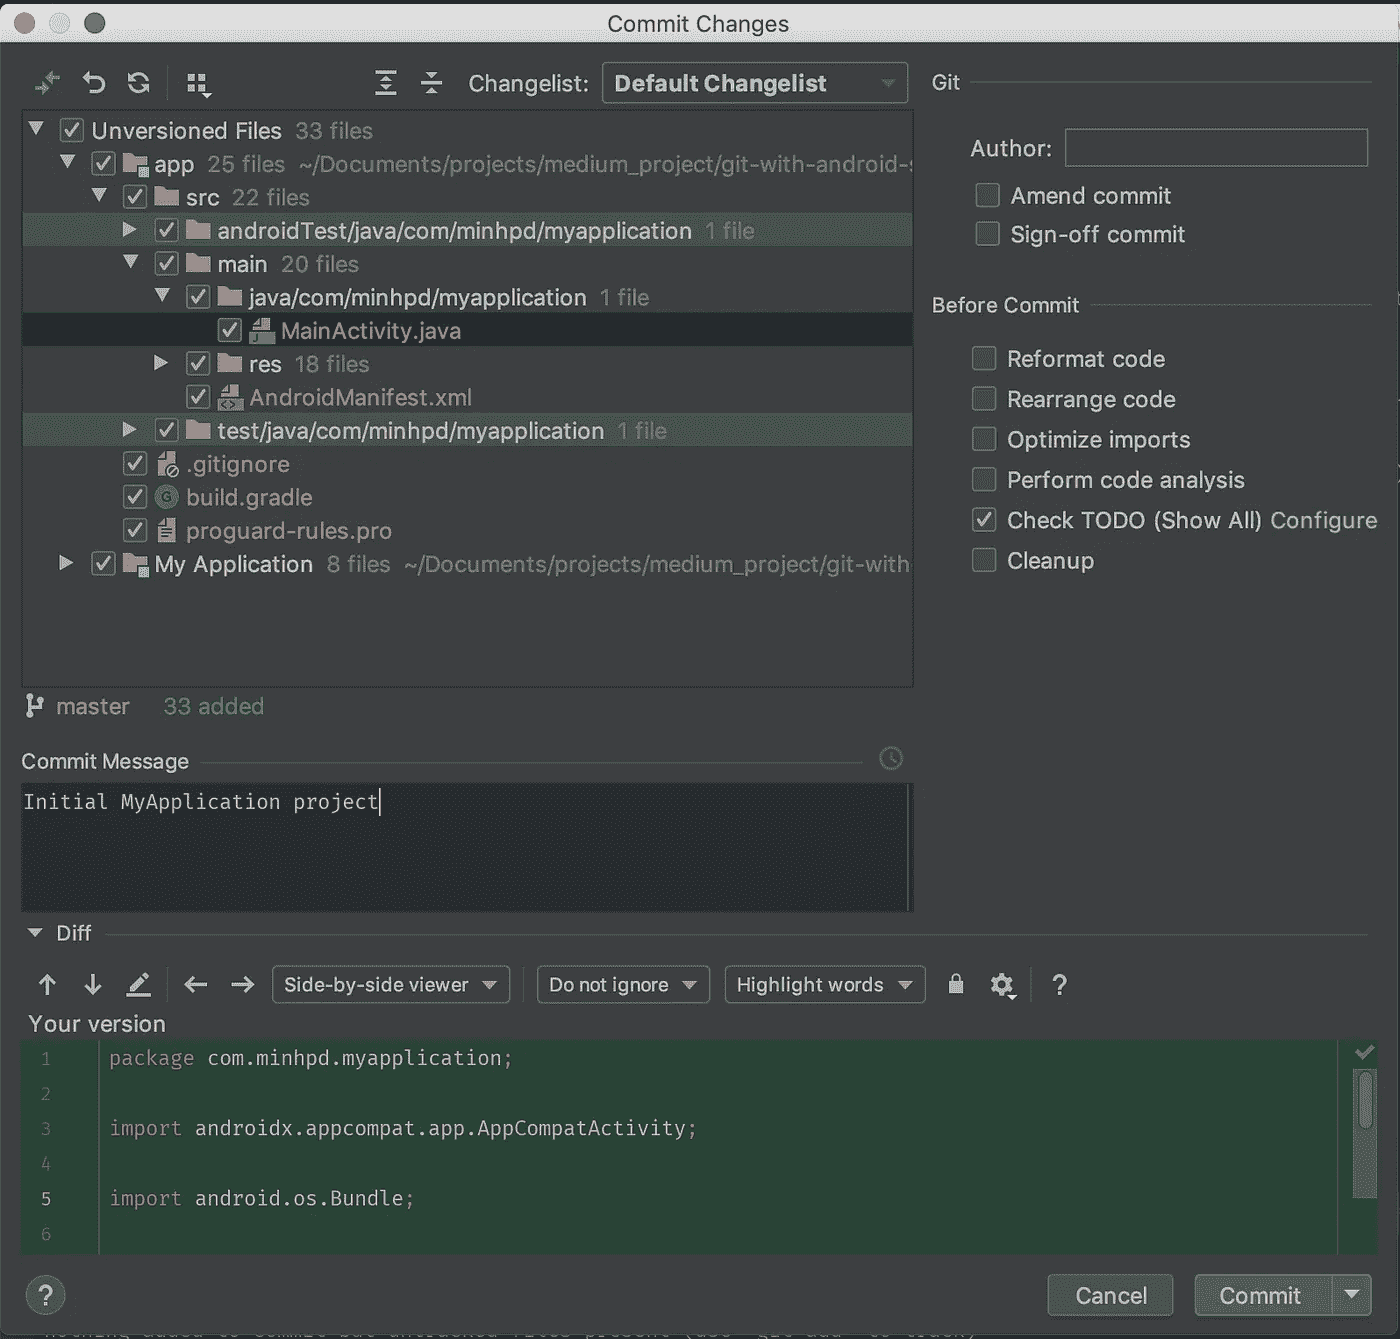 Commit Changes
Changelist: Default Changelist
Unversioned Files 33 files
app 25 files ~/Documents/projects/medium_project/git-with-android-s
src 22 files
androidTest/java/com/minhpd/myapplication 1 file
main 20 files
java/com/minhpd/myapplication 1 file
MainActivity.java
res 18 files
AndroidManifest.xml
test/java/com/minhpd/myapplication 1 file
.gitignore
build.gradle
proguard-rules.pro
My Application 8 files ~/Documents/projects/medium_project/git-with-
master 33 added
Commit Message
Initial MyApplication project
Git
Author:
Amend commit
Sign-off commit
Before Commit
Reformat code
Rearrange code
Optimize imports
Perform code analysis
Check TODO (Show All) Configure
Cleanup
Diff
Side-by-side viewer Do not ignore Highlight words ?
Your version
1 package com.minhpd.myapplication;
2
3 import androidx.appcompat.app.AppCompatActivity;
4
5 import android.os.Bundle;
6
? Cancel Commit